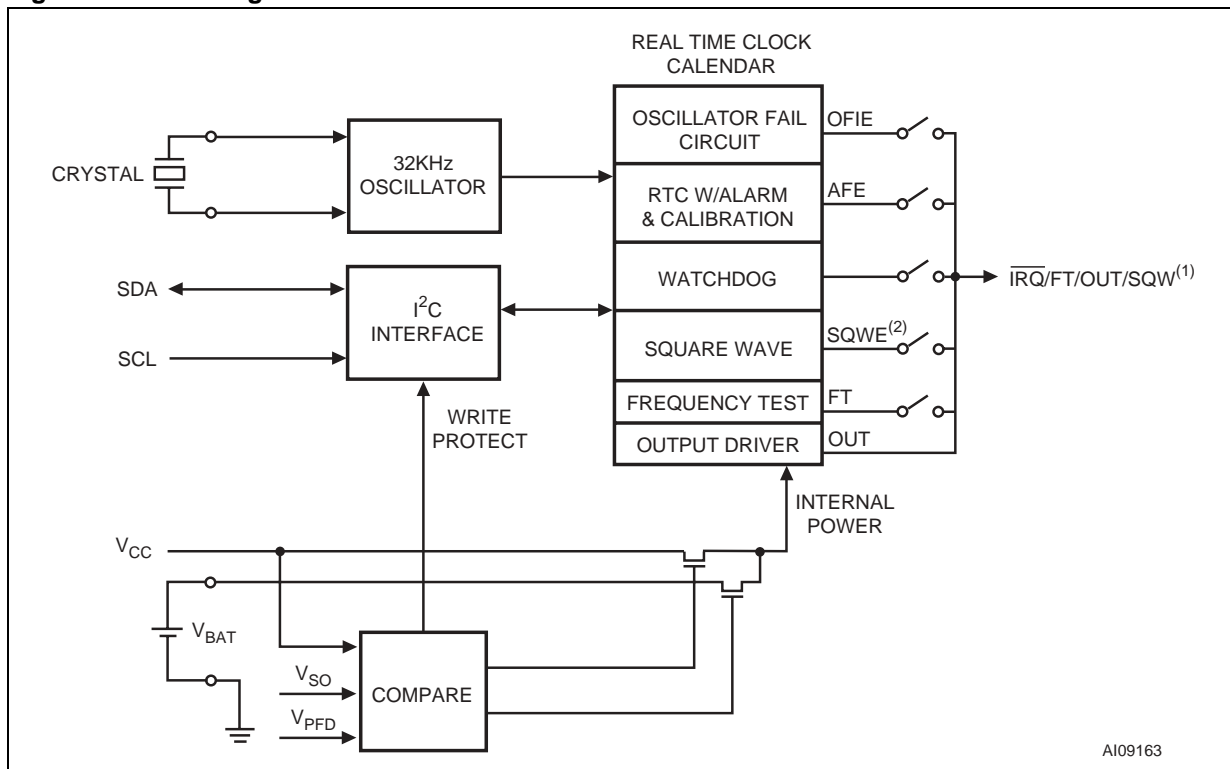 REAL TIME CLOCK
CALENDAR
OSCILLATOR FAIL
CIRCUIT
OFIE
CRYSTAL
32KHz
OSCILLATOR
RTC W/ALARM
& CALIBRATION
AFE
SDA
I2C
INTERFACE
WATCHDOG
IRQ/FT/OUT/SQW(1)
SCL
SQUARE WAVE
SQWE(2)
WRITE
PROTECT
FREQUENCY TEST
FT
OUTPUT DRIVER
OUT
INTERNAL
POWER
VCC
VBAT
VSO
COMPARE
VPFD
AI09163